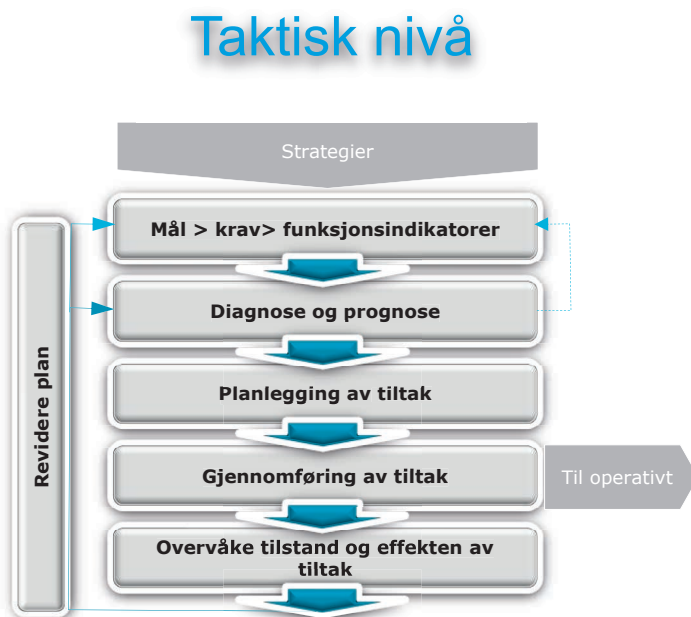 Taktisk nivå
Strategier
Mål > krav> funksjonsindikatorer
Diagnose og prognose
Planlegging av tiltak
Revidere plan
Gjennomføring av tiltak
Til operativt
Overvåke tilstand og effekten av
tiltak